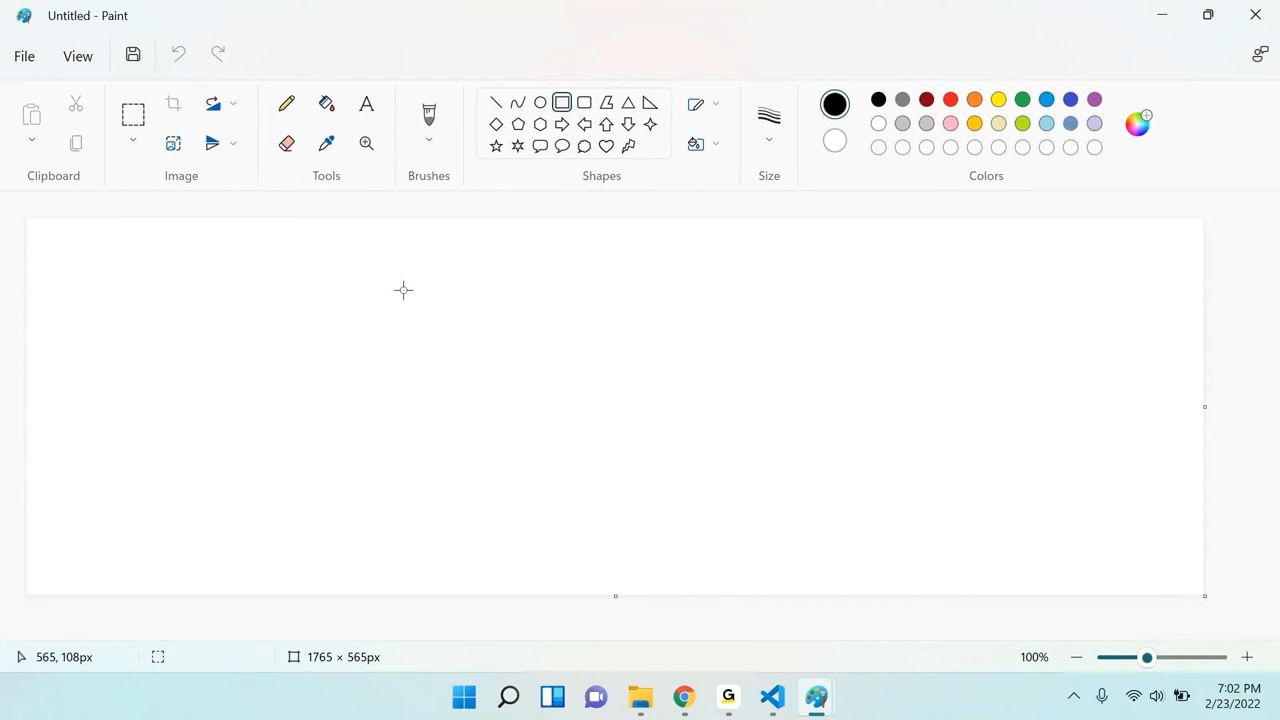 Untitled - Paint
File View
Clipboard Image Tools Brushes Shapes Size Colors
565, 108px 1765 × 565px 100%
7:02 PM
2/23/2022